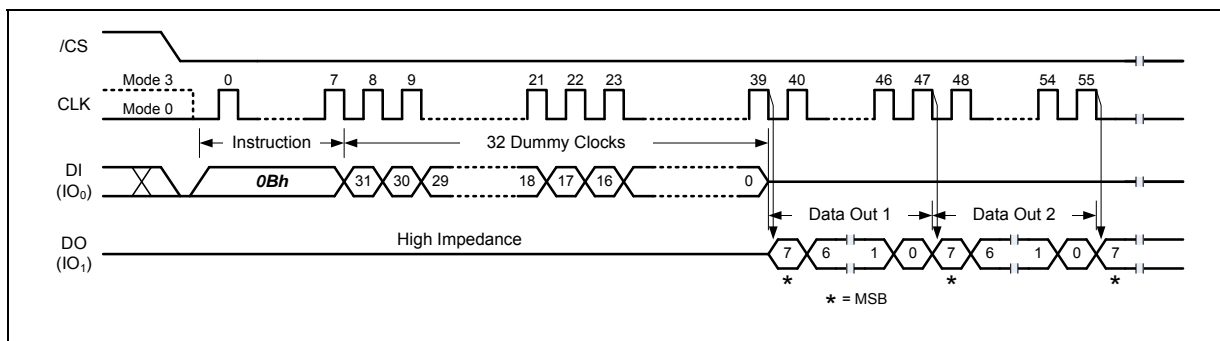 /CS
Mode 3 0 7 8 9 21 22 23 39 40 46 47 48 54 55
CLK
Mode 0
Instruction 32 Dummy Clocks
DI
(IO0)
0Bh 31 30 29 18 17 16 0
Data Out 1 Data Out 2
High Impedance
DO
(IO1)
7 6 1 0 7 6 1 0 7
* * *
* = MSB